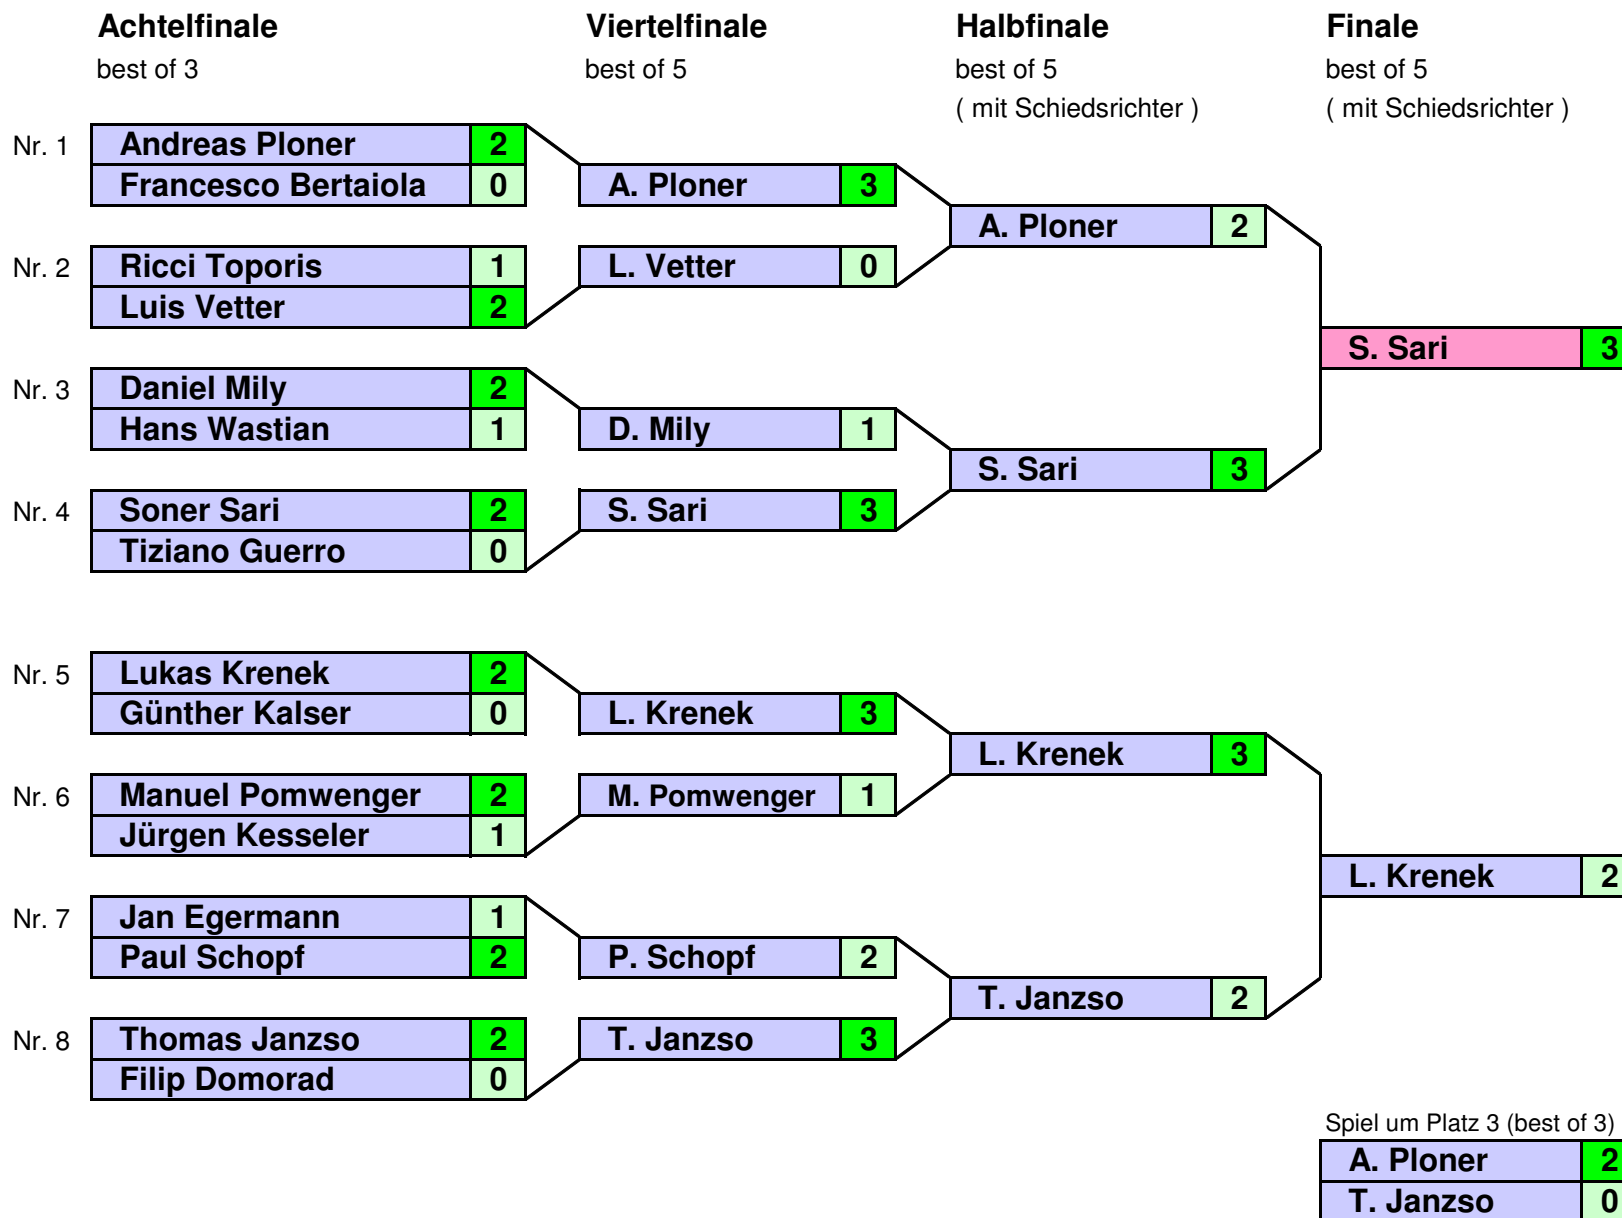 Achtelfinale Viertelfinale Halbfinale Finale
best of 3 best of 5 best of 5 best of 5
( mit Schiedsrichter ) ( mit Schiedsrichter )
Nr. 1 Andreas Ploner 2
Francesco Bertaiola 0 A. Ploner 3
A. Ploner 2
Nr. 2 Ricci Toporis 1 L. Vetter 0
Luis Vetter 2
S. Sari 3
Nr. 3 Daniel Mily 2
Hans Wastian 1 D. Mily 1
S. Sari 3
Nr. 4 Soner Sari 2 S. Sari 3
Tiziano Guerro 0
Nr. 5 Lukas Krenek 2
Günther Kalser 0 L. Krenek 3
L. Krenek 3
Nr. 6 Manuel Pomwenger 2 M. Pomwenger 1
Jürgen Kesseler 1
L. Krenek 2
Nr. 7 Jan Egermann 1
Paul Schopf 2 P. Schopf 2
T. Janzso 2
Nr. 8 Thomas Janzso 2 T. Janzso 3
Filip Domorad 0
Spiel um Platz 3 (best of 3)
A. Ploner 2
T. Janzso 0